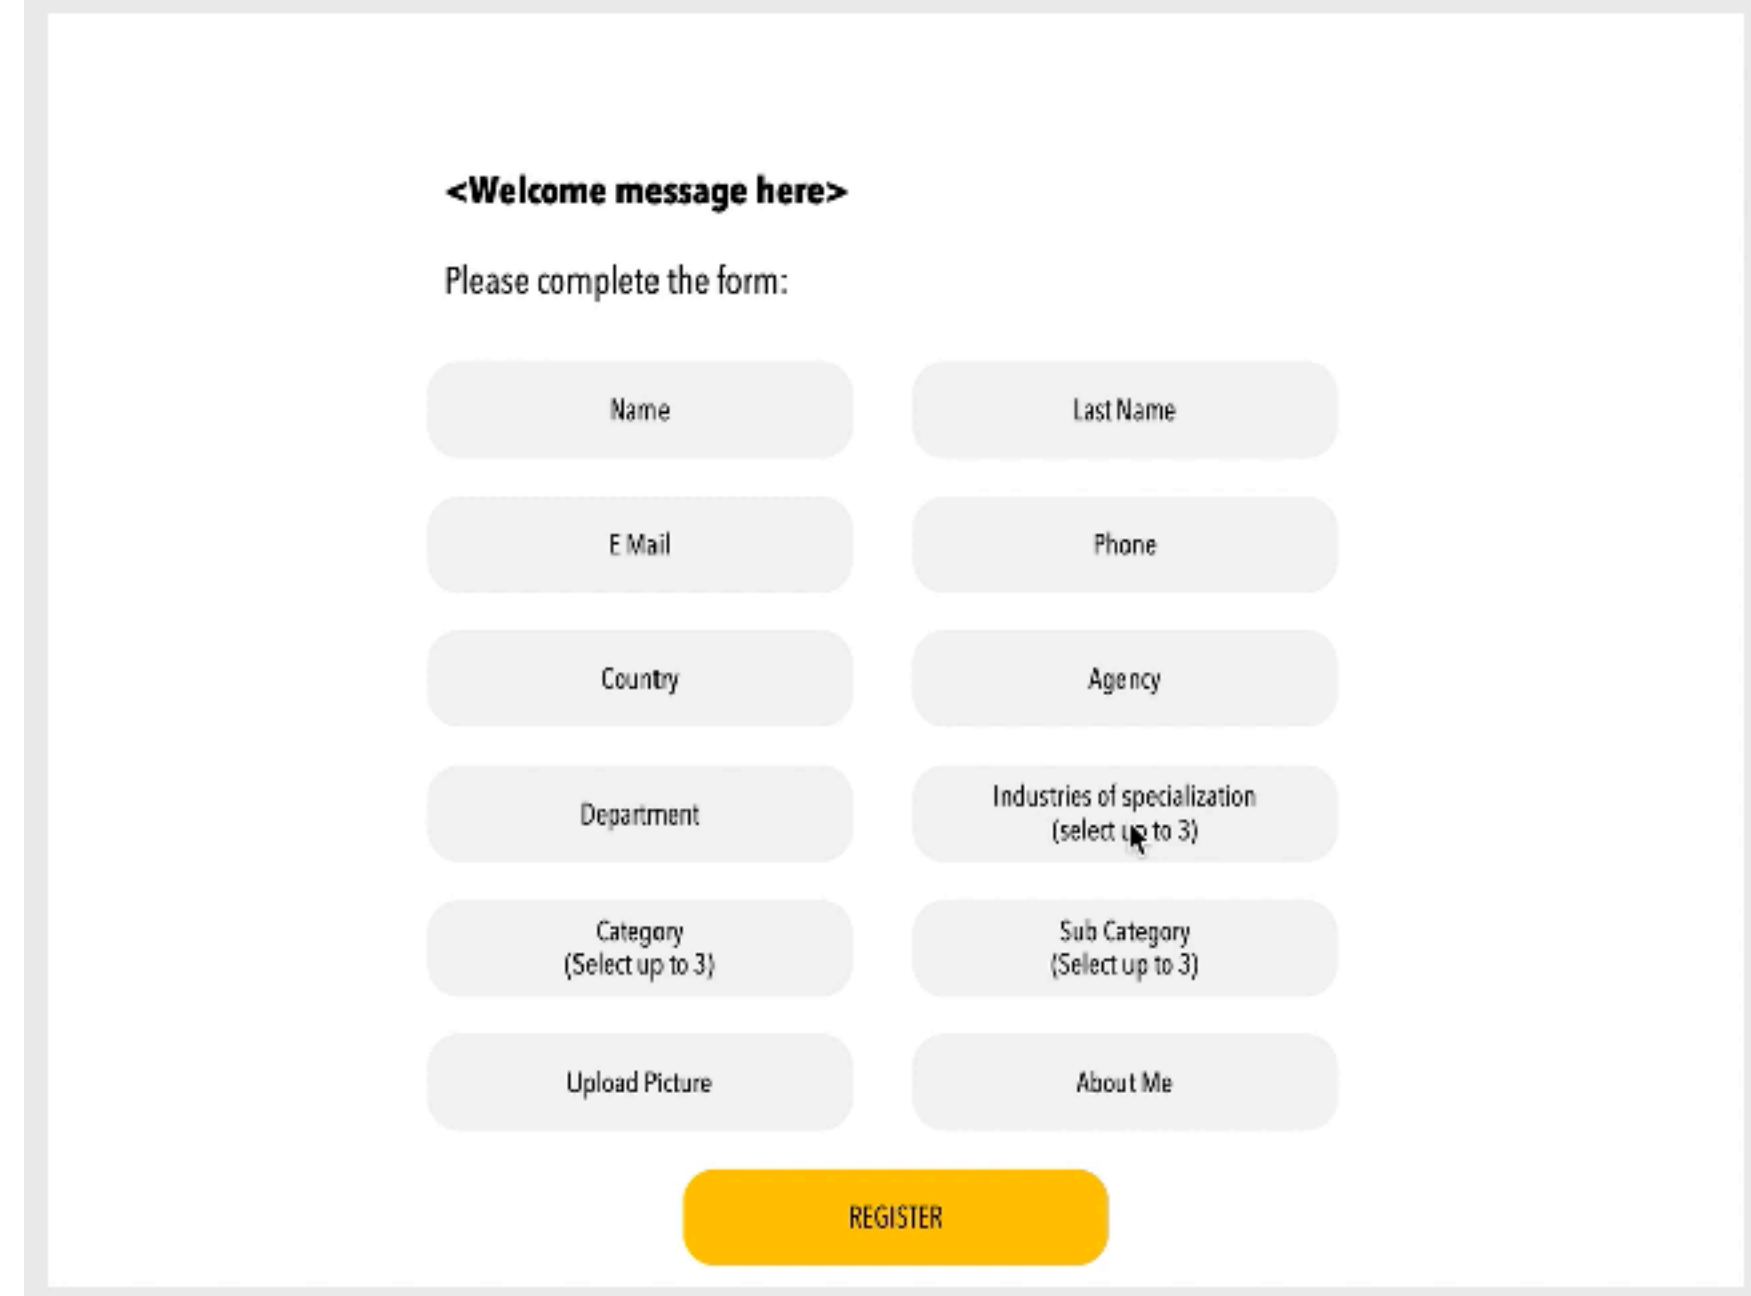 <Welcome message here>
Please complete the form:
Name
Last Name
E Mail
Phone
Country
Agency
Department
Industries of specialization
(select up to 3)
Category
(Select up to 3)
Sub Category
(Select up to 3)
Upload Picture
About Me
REGISTER